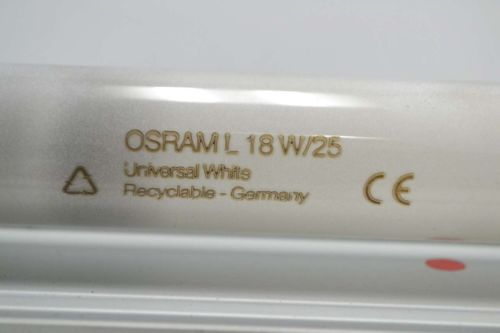 OSRAM L 18 W/25
Universal White
Recyclable - Germany
CE